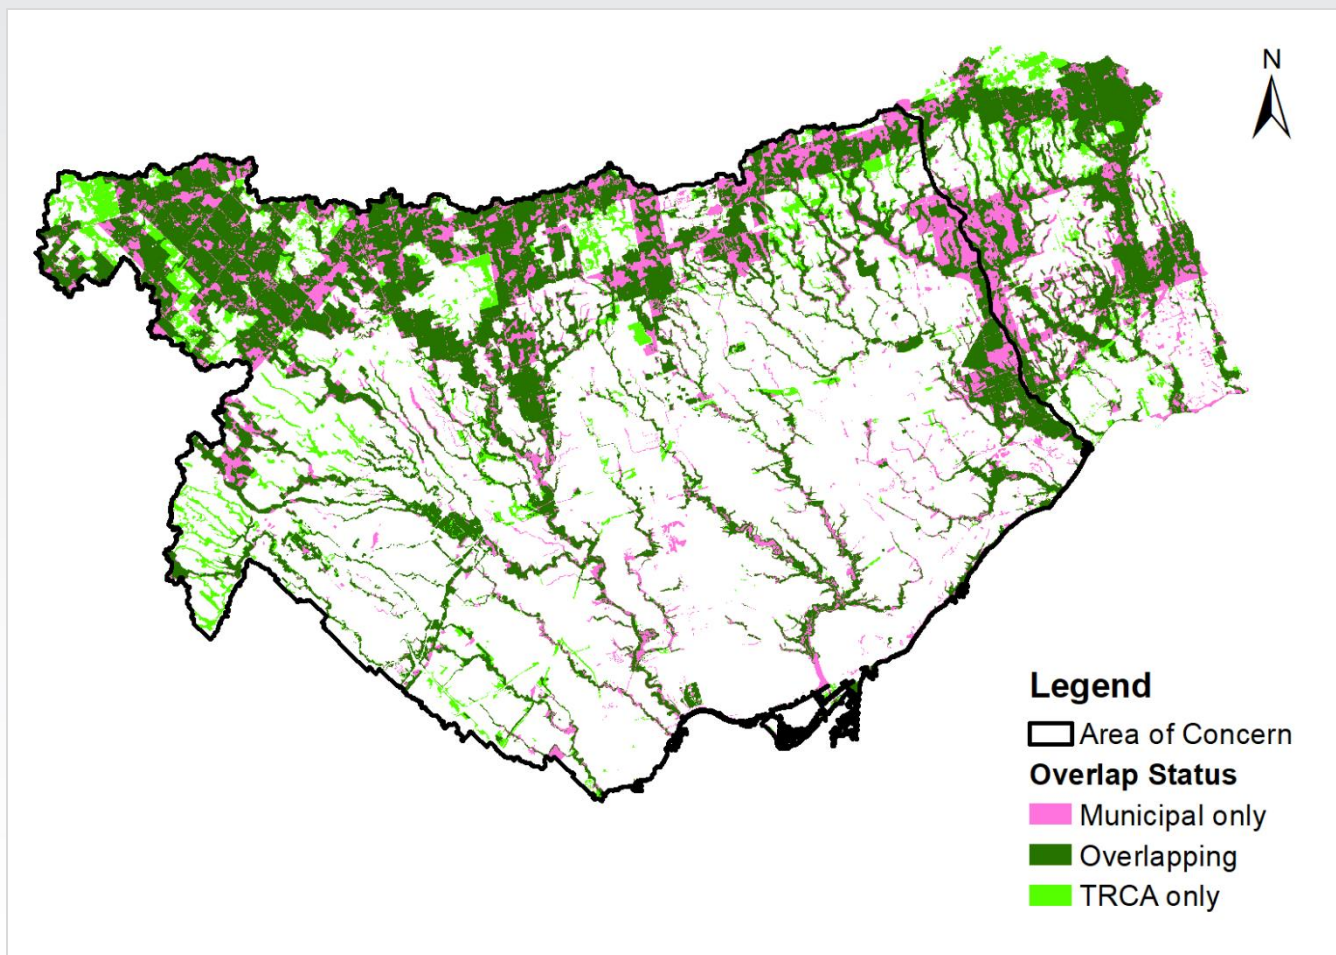 N
Legend
Area of Concern
Overlap Status
Municipal only
Overlapping
TRCA only